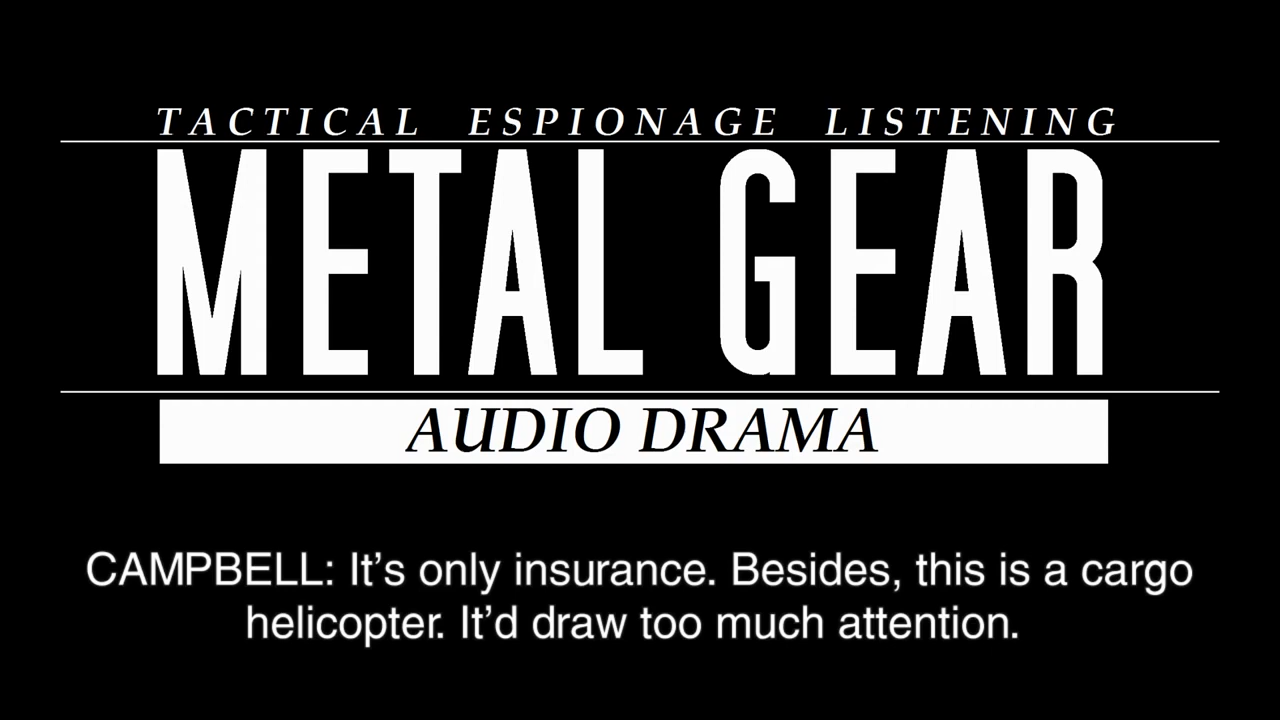 TACTICAL ESPIONAGE LISTENING
METAL GEAR
AUDIO DRAMA
CAMPBELL: It’s only insurance. Besides, this is a cargo
helicopter. It’d draw too much attention.